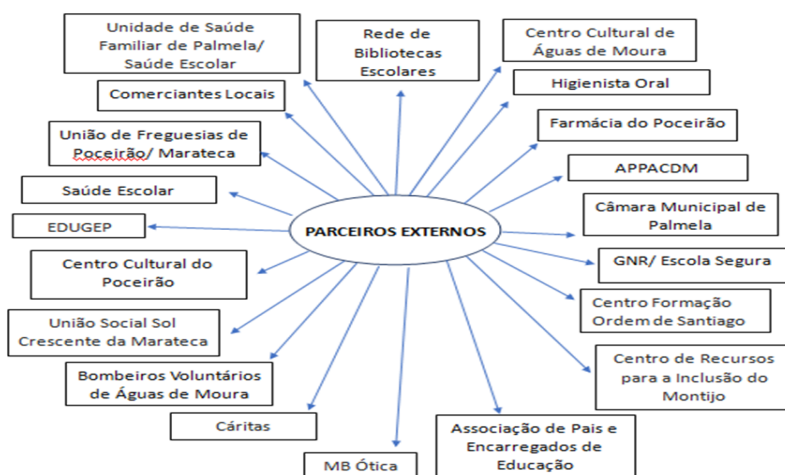 Unidade de Saúde
Familiar de Palmela/
Saúde Escolar
Rede de
Bibliotecas
Escolares
Centro Cultural de
Águas de Moura
Comerciantes Locais
Higienista Oral
União de Freguesias de
Poceirão/ Marateca
Farmácia do Poceirão
Saúde Escolar
APPACDM
EDUGEP
PARCEIROS EXTERNOS
Câmara Municipal de
Palmela
Centro Cultural do
Poceirão
GNR/ Escola Segura
União Social Sol
Crescente da Marateca
Centro Formação
Ordem de Santiago
Bombeiros Voluntários
de Águas de Moura
Centro de Recursos
para a Inclusão do
Montijo
Cáritas
MB Ótica
Associação de Pais e
Encarregados de
Educação